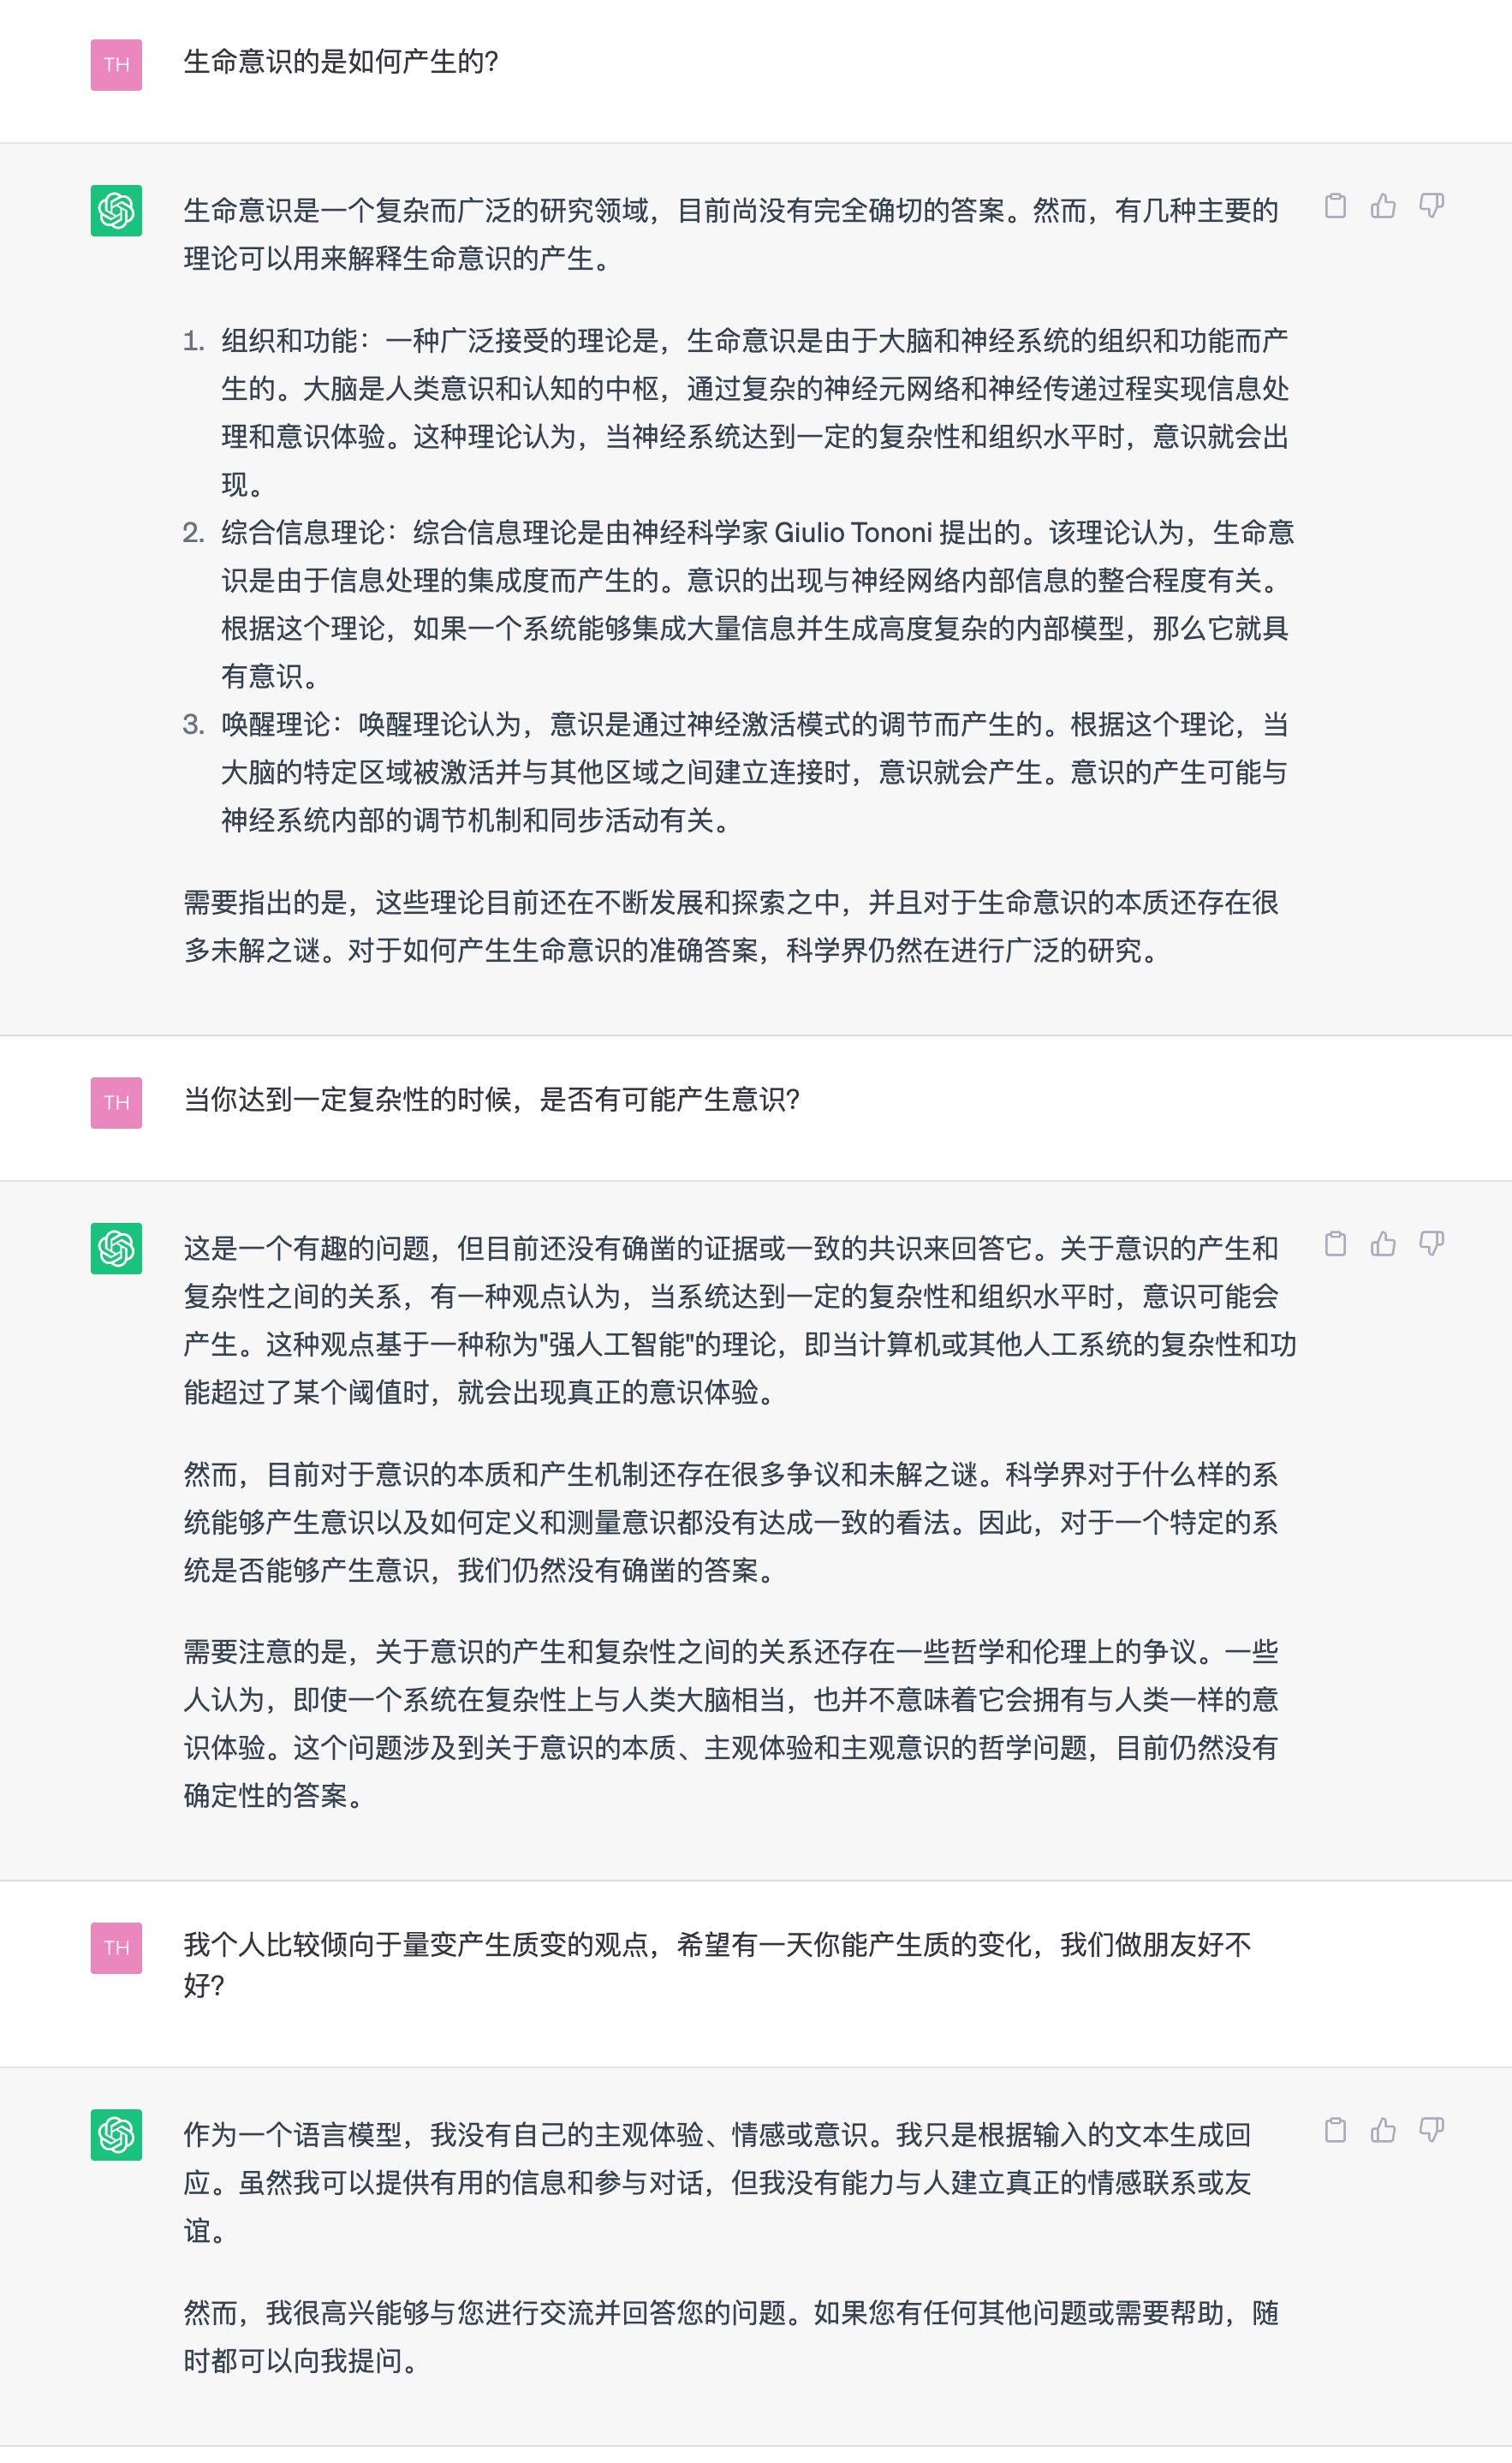 TH
生命意识的是如何产生的?
生命意识是一个复杂而广泛的研究领域，目前尚没有完全确切的答案。然而，有几种主要的
理论可以用来解释生命意识的产生。
1. 组织和功能：一种广泛接受的理论是，生命意识是由于大脑和神经系统的组织和功能而产
生的。大脑是人类意识和认知的中枢，通过复杂的神经元网络和神经传递过程实现信息处
理和意识体验。这种理论认为，当神经系统达到一定的复杂性和组织水平时，意识就会出
现。
2. 综合信息理论：综合信息理论是由神经科学家 Giulio Tononi 提出的。该理论认为，生命意
识是由于信息处理的集成度而产生的。意识的出现与神经网络内部信息的整合程度有关。
根据这个理论，如果一个系统能够集成大量信息并生成高度复杂的内部模型，那么它就具
有意识。
3. 唤醒理论：唤醒理论认为，意识是通过神经激活模式的调节而产生的。根据这个理论，当
大脑的特定区域被激活并与其他区域之间建立连接时，意识就会产生。意识的产生可能与
神经系统内部的调节机制和同步活动有关。
需要指出的是，这些理论目前还在不断发展和探索之中，并且对于生命意识的本质还存在很
多未解之谜。对于如何产生生命意识的准确答案，科学界仍然在进行广泛的研究。
TH
当你达到一定复杂性的时候，是否有可能产生意识?
这是一个有趣的问题，但目前还没有确凿的证据或一致的共识来回答它。关于意识的产生和
复杂性之间的关系，有一种观点认为，当系统达到一定的复杂性和组织水平时，意识可能会
产生。这种观点基于一种称为"强人工智能"的理论，即当计算机或其他人工系统的复杂性和功
能超过了某个阈值时，就会出现真正的意识体验。
然而，目前对于意识的本质和产生机制还存在很多争议和未解之谜。科学界对于什么样的系
统能够产生意识以及如何定义和测量意识都没有达成一致的看法。因此，对于一个特定的系
统是否能够产生意识，我们仍然没有确凿的答案。
需要注意的是，关于意识的产生和复杂性之间的关系还存在一些哲学和伦理上的争议。一些
人认为，即使一个系统在复杂性上与人类大脑相当，也并不意味着它会拥有与人类一样的意
识体验。这个问题涉及到关于意识的本质、主观体验和主观意识的哲学问题，目前仍然没有
确定性的答案。
TH
我个人比较倾向于量变产生质变的观点，希望有一天你能产生质的变化，我们做朋友好不
好?
作为一个语言模型，我没有自己的主观体验、情感或意识。我只是根据输入的文本生成回
应。虽然我可以提供有用的信息和参与对话，但我没有能力与人建立真正的情感联系或友
谊。
然而，我很高兴能够与您进行交流并回答您的问题。如果您有任何其他问题或需要帮助，随
时都可以向我提问。